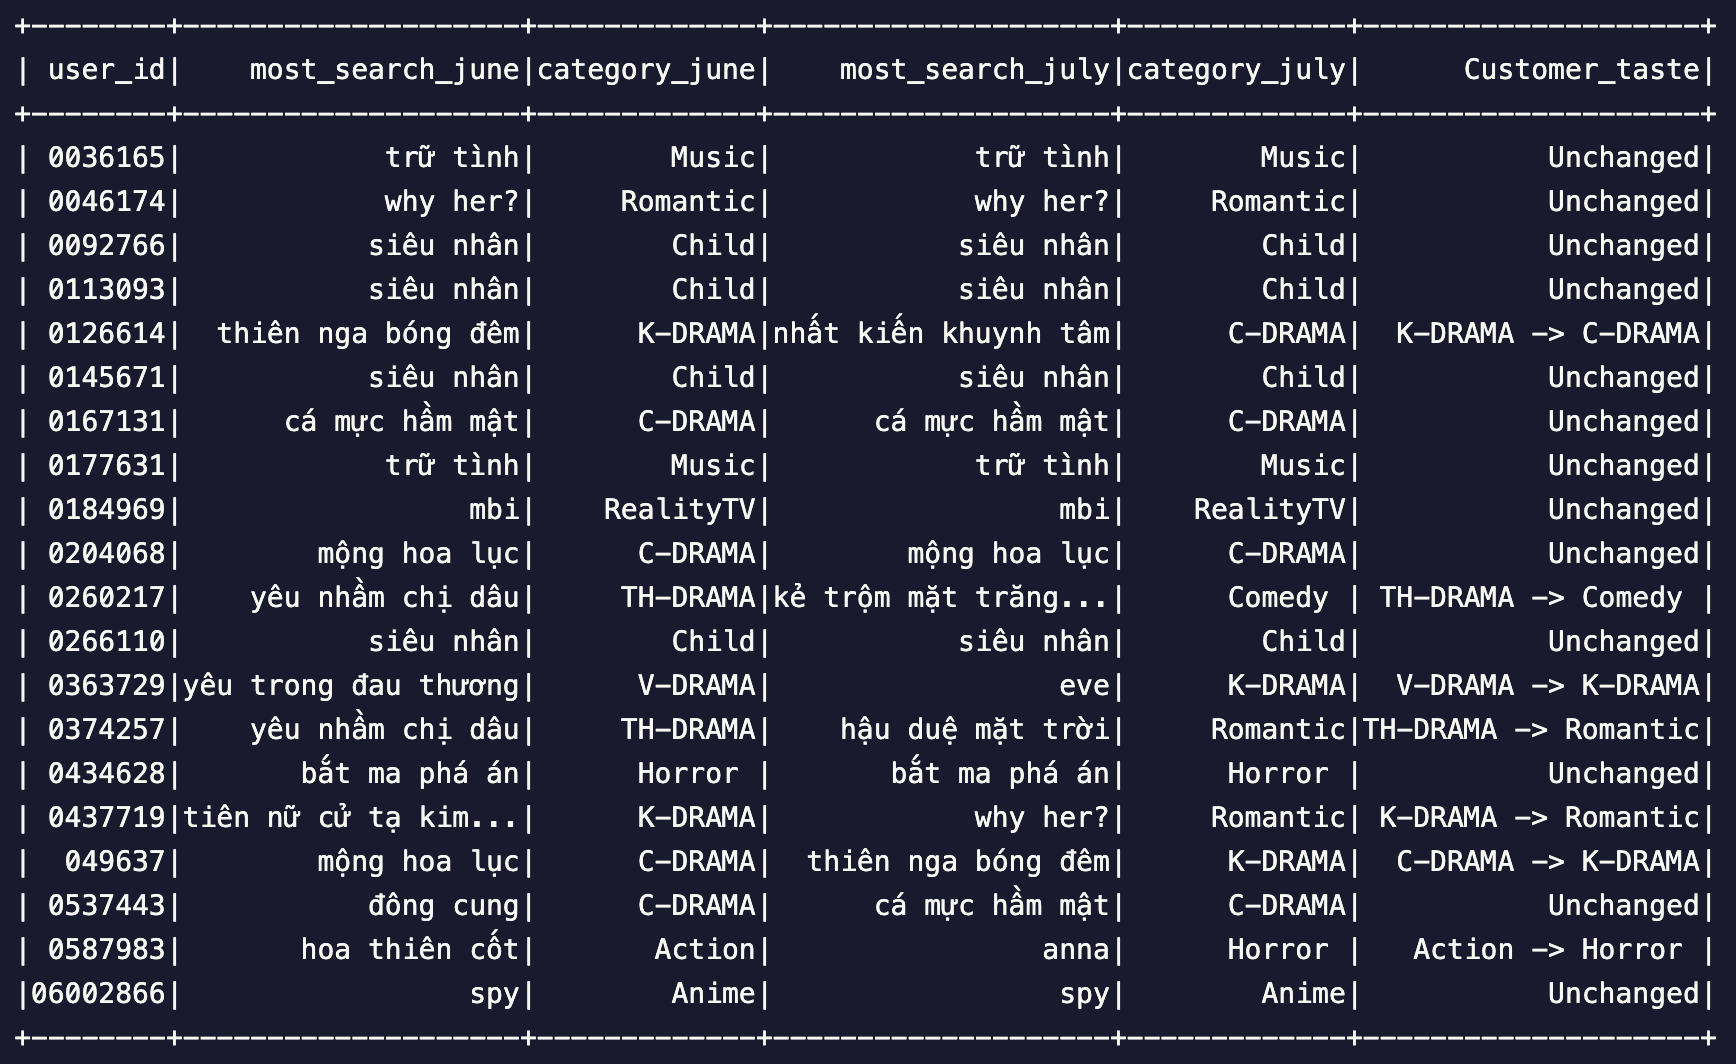 +--------+--------------------+-------------+--------------------+-------------+--------------------+
| user_id|    most_search_june|category_june|    most_search_july|category_july|      Customer_taste|
+--------+--------------------+-------------+--------------------+-------------+--------------------+
| 0036165|            trữ tình|        Music|            trữ tình|        Music|           Unchanged|
| 0046174|            why her?|     Romantic|            why her?|     Romantic|           Unchanged|
| 0092766|           siêu nhân|        Child|           siêu nhân|        Child|           Unchanged|
| 0113093|           siêu nhân|        Child|           siêu nhân|        Child|           Unchanged|
| 0126614|  thiên nga bóng đêm|      K-DRAMA|nhất kiến khuynh tâm|      C-DRAMA|  K-DRAMA -> C-DRAMA|
| 0145671|           siêu nhân|        Child|           siêu nhân|        Child|           Unchanged|
| 0167131|      cá mực hầm mật|      C-DRAMA|      cá mực hầm mật|      C-DRAMA|           Unchanged|
| 0177631|            trữ tình|        Music|            trữ tình|        Music|           Unchanged|
| 0184969|                 mbi|    RealityTV|                 mbi|    RealityTV|           Unchanged|
| 0204068|        mộng hoa lục|      C-DRAMA|        mộng hoa lục|      C-DRAMA|           Unchanged|
| 0260217|    yêu nhầm chị dâu|     TH-DRAMA|kẻ trộm mặt trăng...|      Comedy | TH-DRAMA -> Comedy |
| 0266110|           siêu nhân|        Child|           siêu nhân|        Child|           Unchanged|
| 0363729|yêu trong đau thương|      V-DRAMA|                 eve|      K-DRAMA|  V-DRAMA -> K-DRAMA|
| 0374257|    yêu nhầm chị dâu|     TH-DRAMA|    hậu duệ mặt trời|     Romantic|TH-DRAMA -> Romantic|
| 0434628|       bắt ma phá án|      Horror |       bắt ma phá án|      Horror |           Unchanged|
| 0437719|tiên nữ cử tạ kim...|      K-DRAMA|            why her?|     Romantic| K-DRAMA -> Romantic|
|  049637|        mộng hoa lục|      C-DRAMA|  thiên nga bóng đêm|      K-DRAMA|  C-DRAMA -> K-DRAMA|
| 0537443|           đông cung|      C-DRAMA|      cá mực hầm mật|      C-DRAMA|           Unchanged|
| 0587983|       hoa thiên cốt|       Action|                anna|      Horror |   Action -> Horror |
|06002866|                 spy|        Anime|                 spy|        Anime|           Unchanged|
+--------+--------------------+-------------+--------------------+-------------+--------------------+